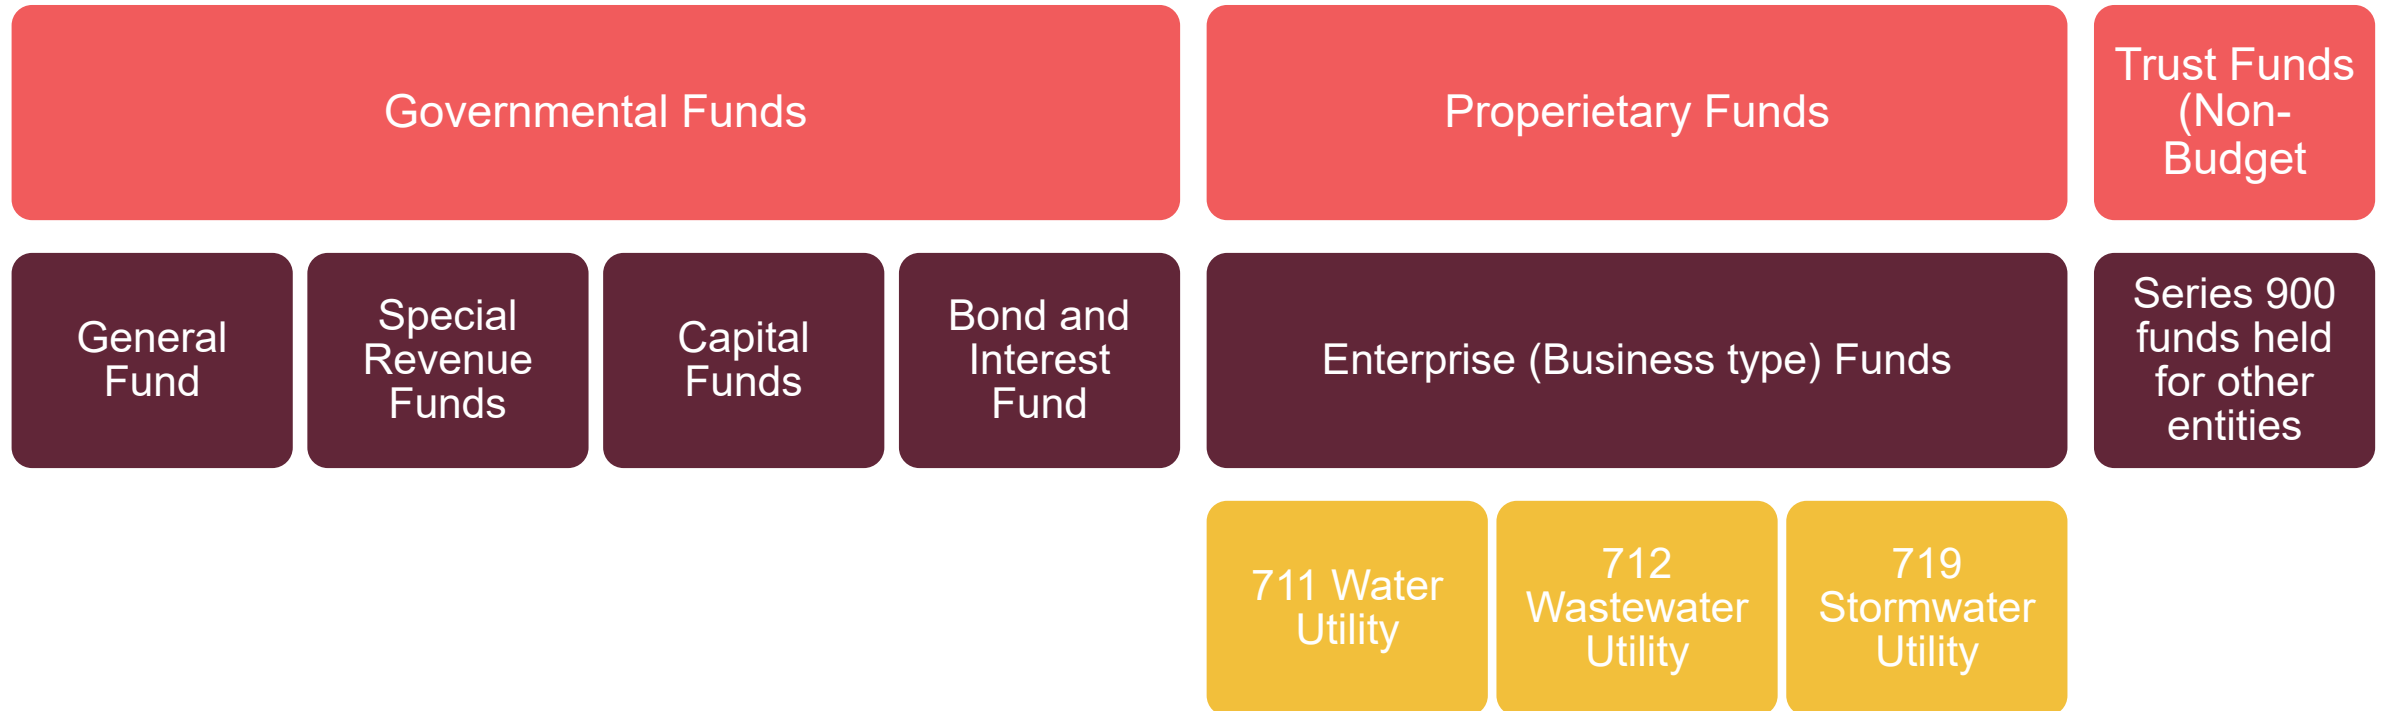 Governmental Funds
Properietary Funds
Trust Funds
(Non-
Budget
General
Fund
Special
Revenue
Funds
Capital
Funds
Bond and
Interest
Fund
Enterprise (Business type) Funds
Series 900
funds held
for other
entities
711 Water
Utility
712
Wastewater
Utility
719
Stormwater
Utility